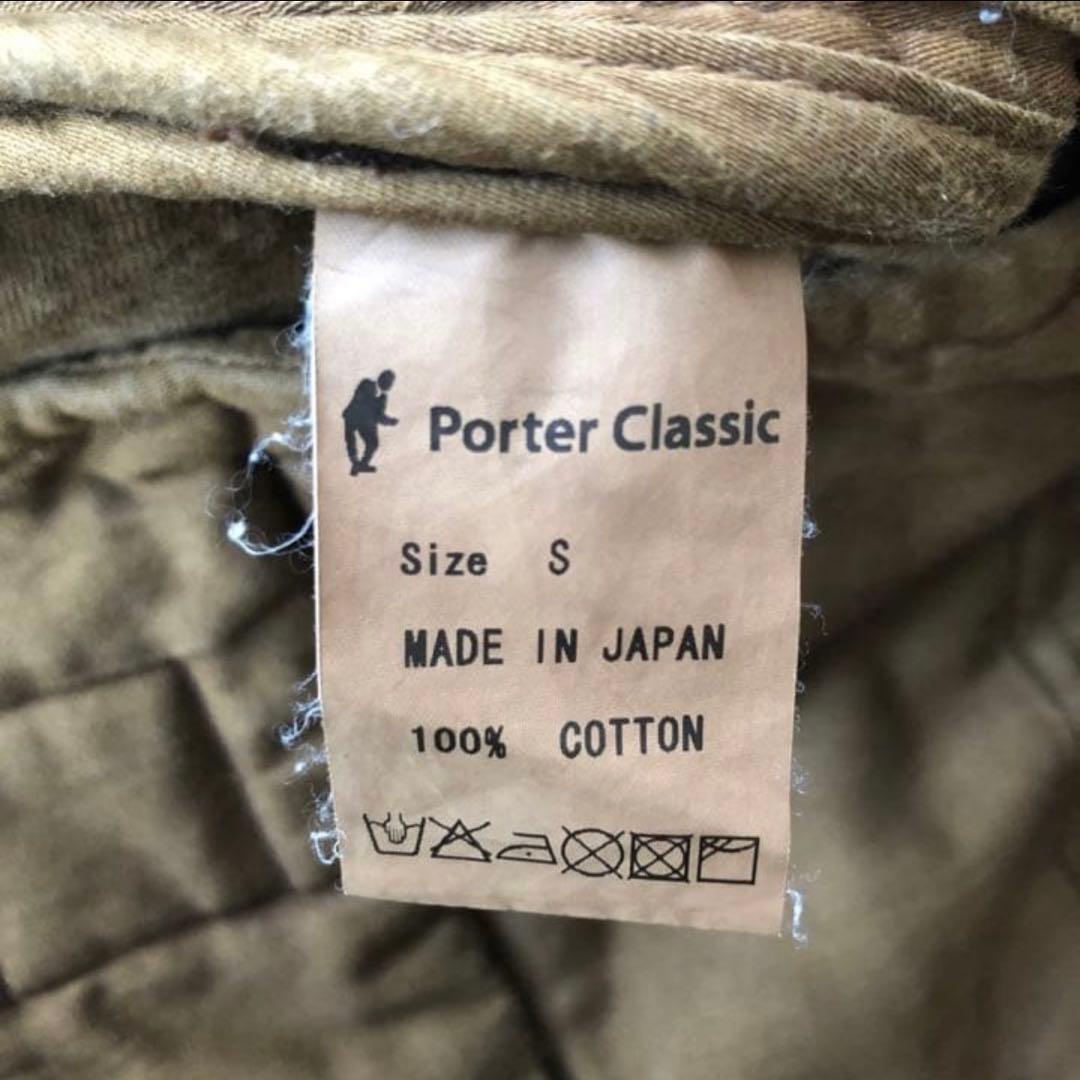 Porter Classic
Size S
MADE IN JAPAN
100% COTTON